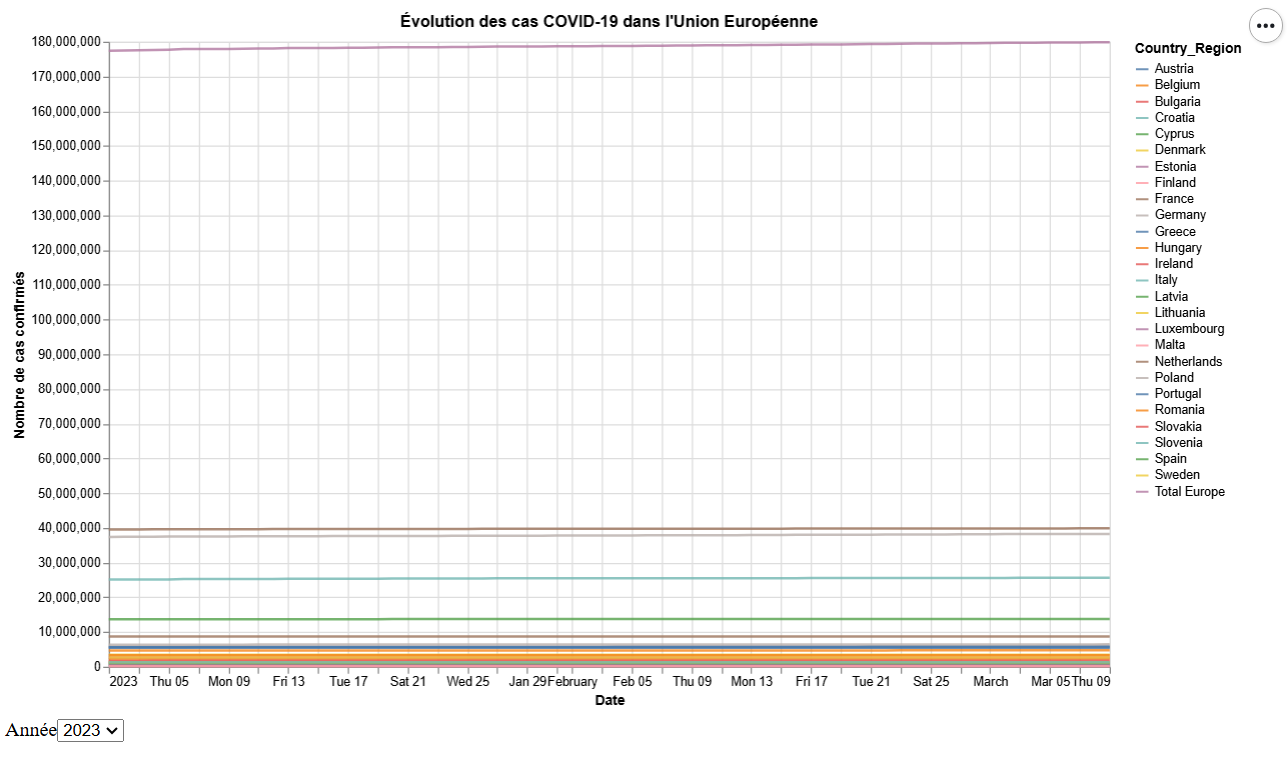 Évolution des cas COVID-19 dans l'Union Européenne
180,000,000
170,000,000
160,000,000
150,000,000
140,000,000
130,000,000
120,000,000
110,000,000
100,000,000
90,000,000
80,000,000
70,000,000
60,000,000
50,000,000
40,000,000
30,000,000
20,000,000
10,000,000
0
Nombre de cas confirmés
2023 Thu 05 Mon 09 Fri 13 Tue 17 Sat 21 Wed 25 Jan 29 February Feb 05 Thu 09 Mon 13 Fri 17 Tue 21 Sat 25 March Mar 05 Thu 09
Date
Country_Region
Austria
Belgium
Bulgaria
Croatia
Cyprus
Denmark
Estonia
Finland
France
Germany
Greece
Hungary
Ireland
Italy
Latvia
Lithuania
Luxembourg
Malta
Netherlands
Poland
Portugal
Romania
Slovakia
Slovenia
Spain
Sweden
Total Europe
Année 2023